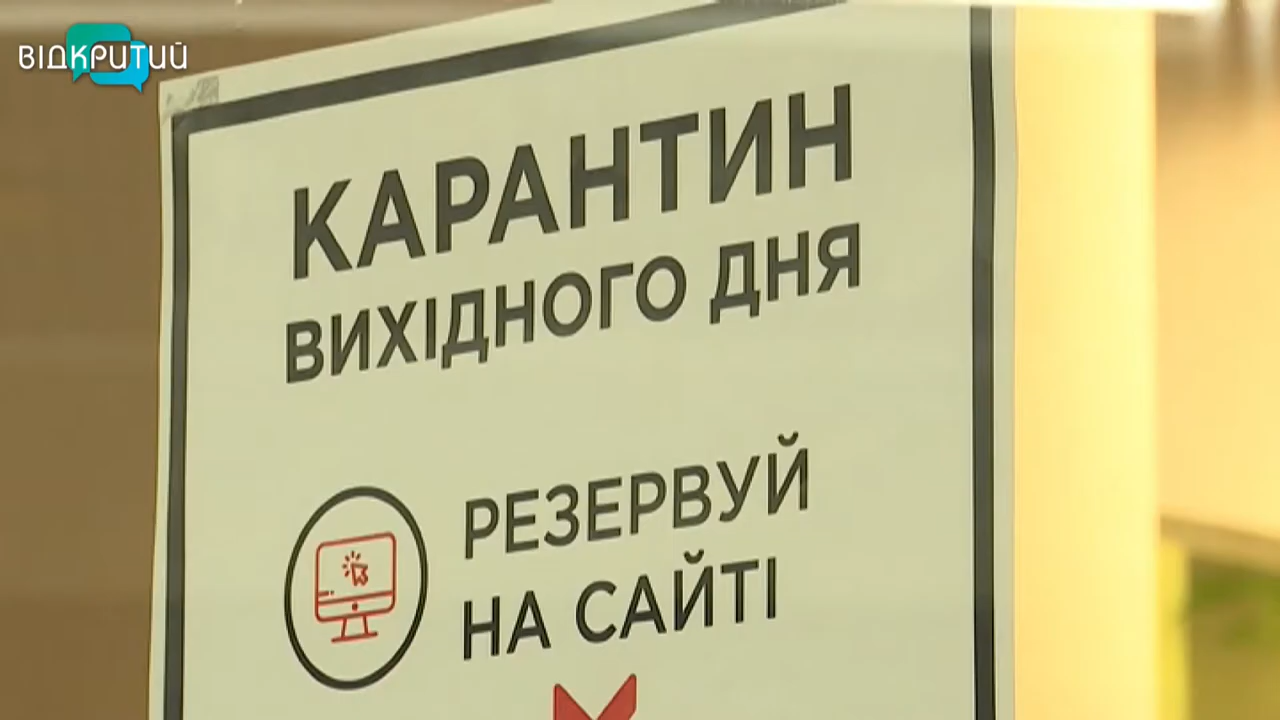 ВІДКРИТИЙ
КАРАНТИН
ВИХІДНОГО ДНЯ
РЕЗЕРВУЙ
НА САЙТІ